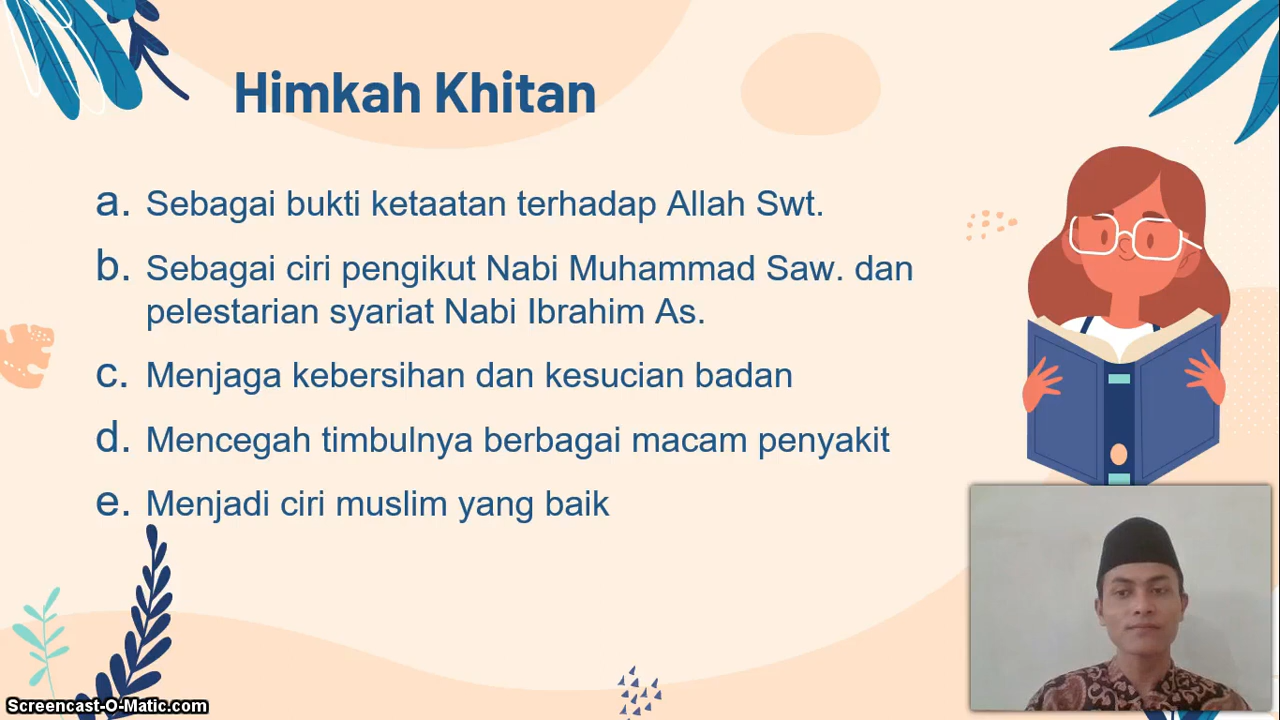 Himkah Khitan
a. Sebagai bukti ketaatan terhadap Allah Swt.
b. Sebagai ciri pengikut Nabi Muhammad Saw. dan
pelestarian syariat Nabi Ibrahim As.
c. Menjaga kebersihan dan kesucian badan
d. Mencegah timbulnya berbagai macam penyakit
e. Menjadi ciri muslim yang baik
Screencast-O-Matic.com